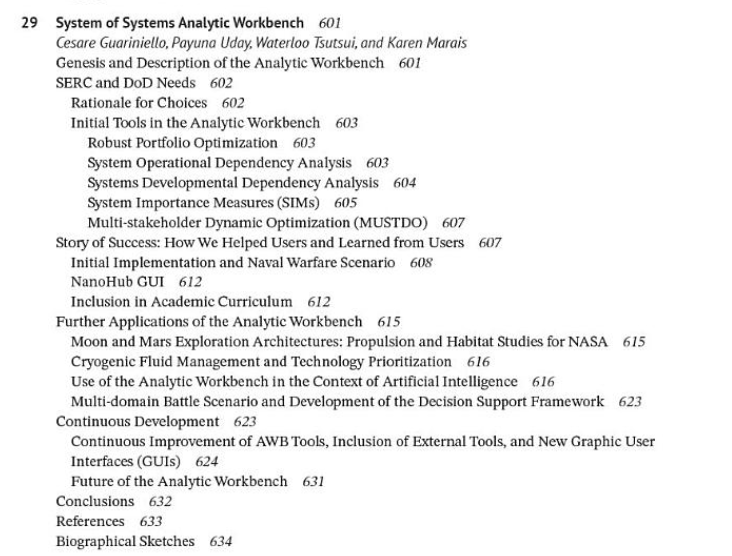 29 System of Systems Analytic Workbench 601
Cesare Guariniello, Payuna Uday, Waterloo Tsutsui, and Karen Marais
Genesis and Description of the Analytic Workbench 601
SERC and DoD Needs 602
Rationale for Choices 602
Initial Tools in the Analytic Workbench 603
Robust Portfolio Optimization 603
System Operational Dependency Analysis 603
Systems Developmental Dependency Analysis 604
System Importance Measures (SIMs) 605
Multi-stakeholder Dynamic Optimization (MUSTDO) 607
Story of Success: How We Helped Users and Learned from Users 607
Initial Implementation and Naval Warfare Scenario 608
NanoHub GUI 612
Inclusion in Academic Curriculum 612
Further Applications of the Analytic Workbench 615
Moon and Mars Exploration Architectures: Propulsion and Habitat Studies for NASA 615
Cryogenic Fluid Management and Technology Prioritization 616
Use of the Analytic Workbench in the Context of Artificial Intelligence 616
Multi-domain Battle Scenario and Development of the Decision Support Framework 623
Continuous Development 623
Continuous Improvement of AWB Tools, Inclusion of External Tools, and New Graphic User
Interfaces (GUIs) 624
Future of the Analytic Workbench 631
Conclusions 632
References 633
Biographical Sketches 634